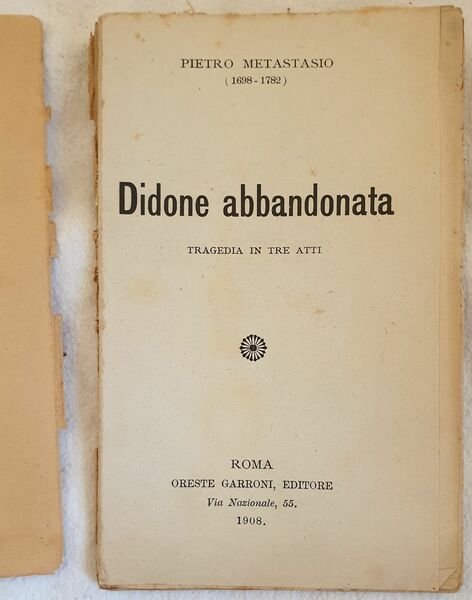 PIETRO METASTASIO
( 1698 - 1782 )
Didone abbandonata
TRAGEDIA IN TRE ATTI
ROMA
ORESTE GARRONI, EDITORE
Via Nazionale, 55.
1908.